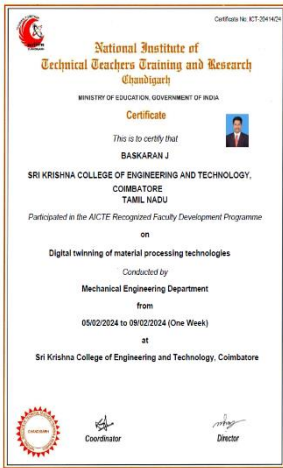 Certificate No. ICT-20414/24
National Institute of
Technical Teachers Training and Research
Chandigarh
MINISTRY OF EDUCATION, GOVERNMENT OF INDIA
Certificate
This is to certify that
BASKARAN J
SRI KRISHNA COLLEGE OF ENGINEERING AND TECHNOLOGY,
COIMBATORE
TAMIL NADU
Participated in the AICTE Recognized Faculty Development Programme
on
Digital twinning of material processing technologies
Conducted by
Mechanical Engineering Department
from
05/02/2024 to 09/02/2024 (One Week)
at
Sri Krishna College of Engineering and Technology, Coimbatore
CHANDIGARH
Coordinator
Director